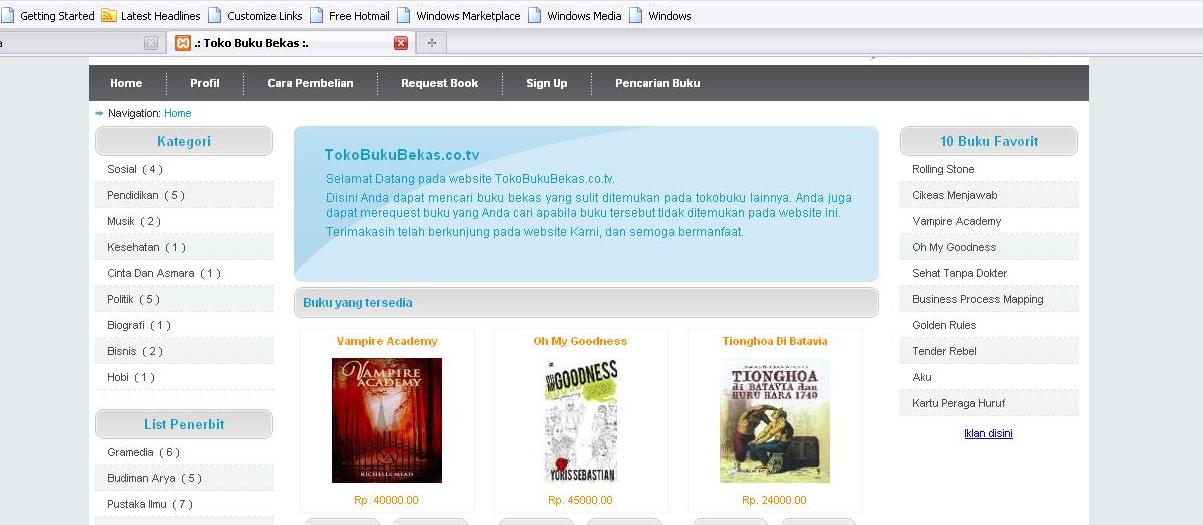 Getting Started Latest Headlines Customize Links Free Hotmail Windows Marketplace Windows Media Windows
.: Toko Buku Bekas :.
Home Profil Cara Pembelian Request Book Sign Up Pencarian Buku
Navigation: Home
Kategori
Sosial ( 4 )
Pendidikan ( 5 )
Musik ( 2 )
Kesehatan ( 1 )
Cinta Dan Asmara ( 1 )
Politik ( 5 )
Biografi ( 1 )
Bisnis ( 2 )
Hobi ( 1 )
List Penerbit
Gramedia ( 6 )
Budiman Arya ( 5 )
Pustaka Ilmu ( 7 )
TokoBukuBekas.co.tv
Selamat Datang pada website TokoBukuBekas.co.tv.
Disini Anda dapat mencari buku bekas yang sulit ditemukan pada tokobuku lainnya. Anda juga
dapat merequest buku yang Anda cari apabila buku tersebut tidak ditemukan pada website ini.
Terimakasih telah berkunjung pada website Kami, dan semoga bermanfaat.
Buku yang tersedia
Vampire Academy
VAMPIRE
ACADEMY
RICHELLE MEAD
Rp. 40000.00
Oh My Goodness
OH MY GOODNESS
YORIS SEBASTIAN
Rp. 45000.00
Tionghoa Di Batavia
TIONGHOA
di BATAVIA dan
HURU HARA 1740
Rp. 24000.00
10 Buku Favorit
Rolling Stone
Cikeas Menjawab
Vampire Academy
Oh My Goodness
Sehat Tanpa Dokter
Business Process Mapping
Golden Rules
Tender Rebel
Aku
Kartu Peraga Huruf
Iklan disini